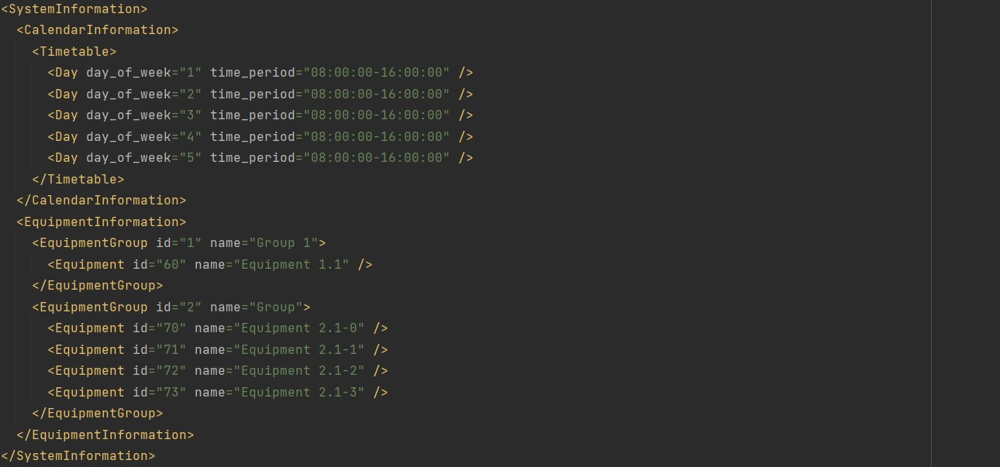 <SystemInformation>
<CalendarInformation>
<Timetable>
<Day day_of_week="1" time_period="08:00:00-16:00:00" />
<Day day_of_week="2" time_period="08:00:00-16:00:00" />
<Day day_of_week="3" time_period="08:00:00-16:00:00" />
<Day day_of_week="4" time_period="08:00:00-16:00:00" />
<Day day_of_week="5" time_period="08:00:00-16:00:00" />
</Timetable>
</CalendarInformation>
<EquipmentInformation>
<EquipmentGroup id="1" name="Group 1">
<Equipment id="60" name="Equipment 1.1" />
</EquipmentGroup>
<EquipmentGroup id="2" name="Group">
<Equipment id="70" name="Equipment 2.1-0" />
<Equipment id="71" name="Equipment 2.1-1" />
<Equipment id="72" name="Equipment 2.1-2" />
<Equipment id="73" name="Equipment 2.1-3" />
</EquipmentGroup>
</EquipmentInformation>
</SystemInformation>